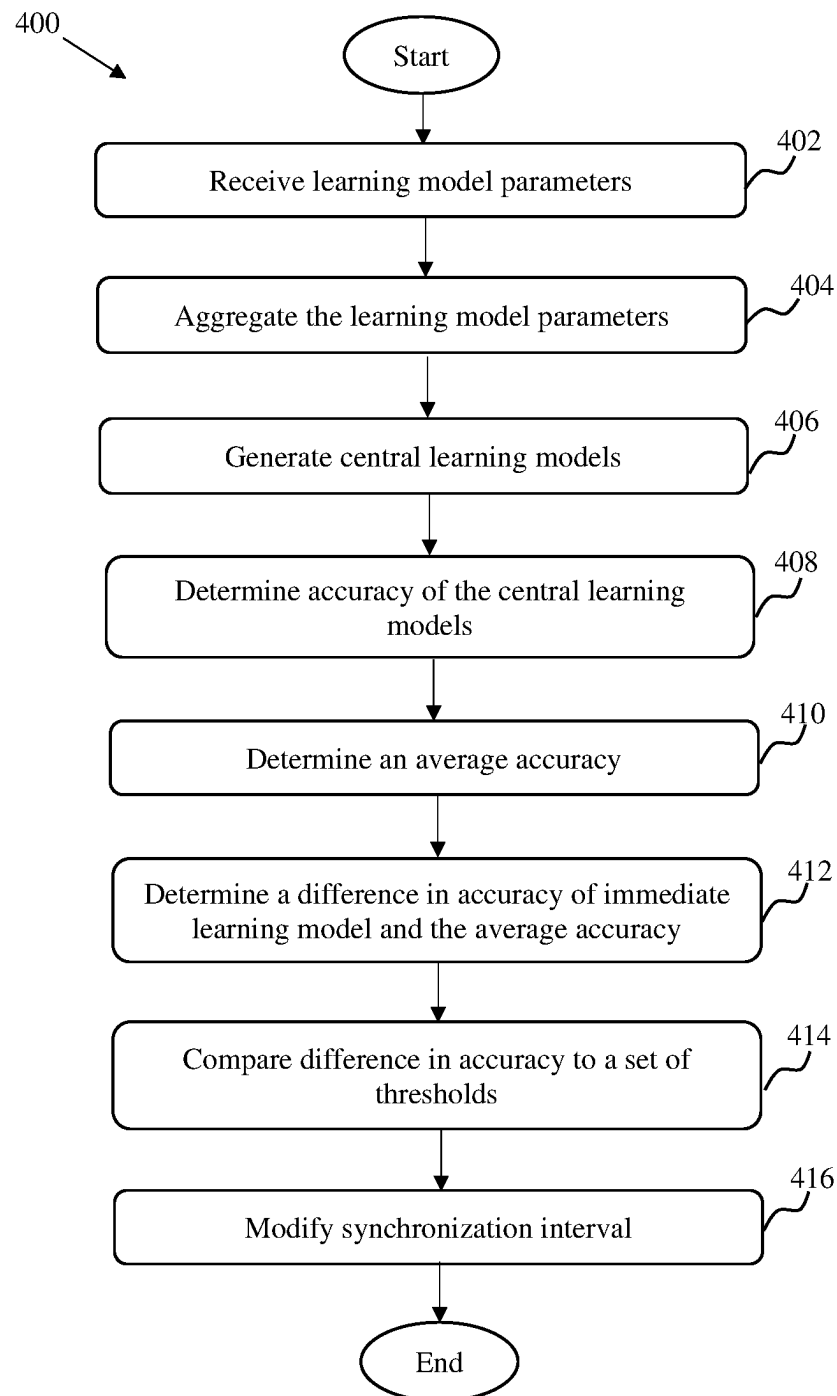 400
Start
402
Receive learning model parameters
404
Aggregate the learning model parameters
406
Generate central learning models
408
Determine accuracy of the central learning
models
410
Determine an average accuracy
412
Determine a difference in accuracy of immediate
learning model and the average accuracy
414
Compare difference in accuracy to a set of
thresholds
416
Modify synchronization interval
End